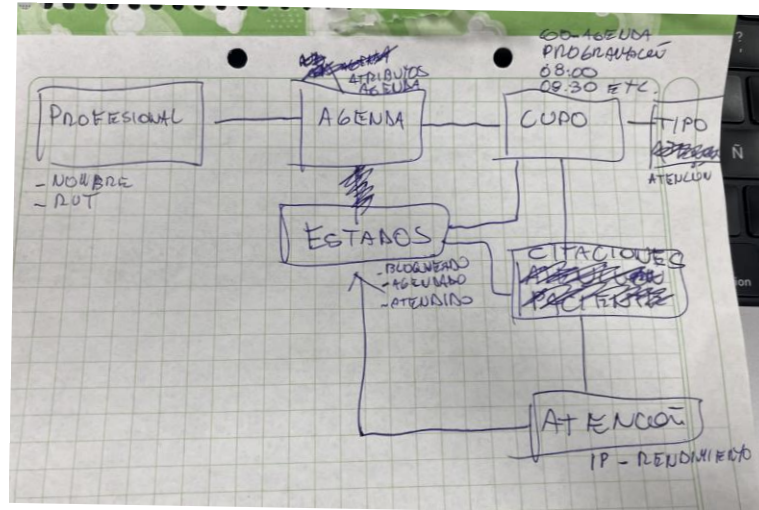 GO-AGENDA
PROGRAMACIÓN
08:00
08:30 ETC.
ATRIBUTOS
AGENDA
PROFESIONAL
AGENDA
CUPO
TIPO
ATENCIÓN
- NOMBRE
- RUT
ESTADOS
- BLOQUEADO
- AGENDADO
- ATENDIDO
CITACIONES
ATENCIÓN
IP - RENDIMIENTO
Ñ